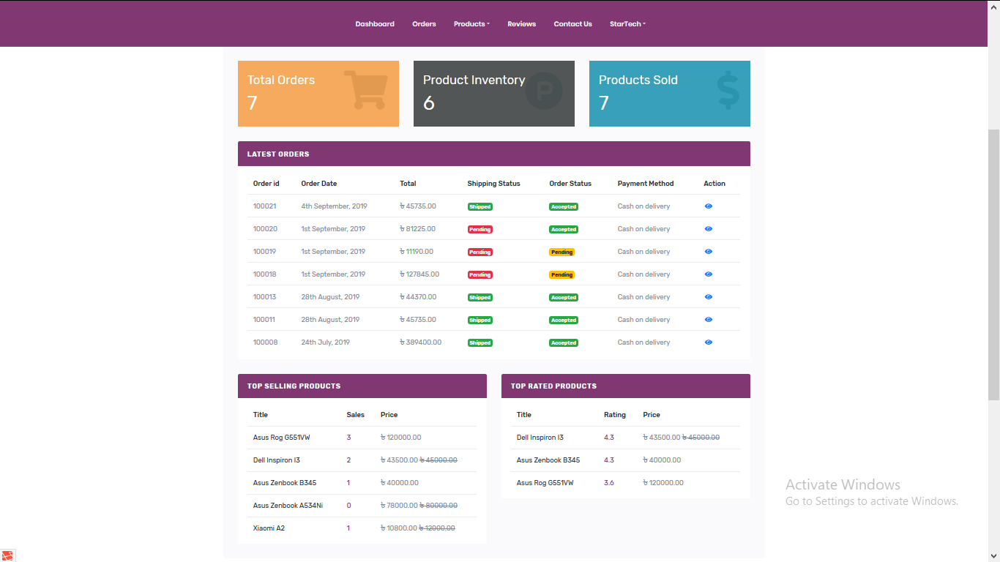 Dashboard Orders Products Reviews Contact Us StarTech
Total Orders
7
Product Inventory
6
P
Products Sold
7
$
LATEST ORDERS
Order id Order Date Total Shipping Status Order Status Payment Method Action
100021 4th September, 2019 ৳ 45735.00 Shipped Accepted Cash on delivery
100020 1st September, 2019 ৳ 81225.00 Pending Accepted Cash on delivery
100019 1st September, 2019 ৳ 11190.00 Pending Pending Cash on delivery
100018 1st September, 2019 ৳ 127845.00 Pending Pending Cash on delivery
100013 28th August, 2019 ৳ 44370.00 Shipped Accepted Cash on delivery
100011 28th August, 2019 ৳ 45735.00 Shipped Accepted Cash on delivery
100008 24th July, 2019 ৳ 389400.00 Shipped Accepted Cash on delivery
TOP SELLING PRODUCTS
Title Sales Price
Asus Rog G551VW 3 ৳ 120000.00
Dell Inspiron I3 2 ৳ 43500.00 ৳ 45000.00
Asus Zenbook B345 1 ৳ 40000.00
Asus Zenbook A534Ni 0 ৳ 78000.00 ৳ 80000.00
Xiaomi A2 1 ৳ 10800.00 ৳ 12000.00
TOP RATED PRODUCTS
Title Rating Price
Dell Inspiron I3 4.3 ৳ 43500.00 ৳ 45000.00
Asus Zenbook B345 4.3 ৳ 40000.00
Asus Rog G551VW 3.6 ৳ 120000.00
Activate Windows
Go to Settings to activate Windows.